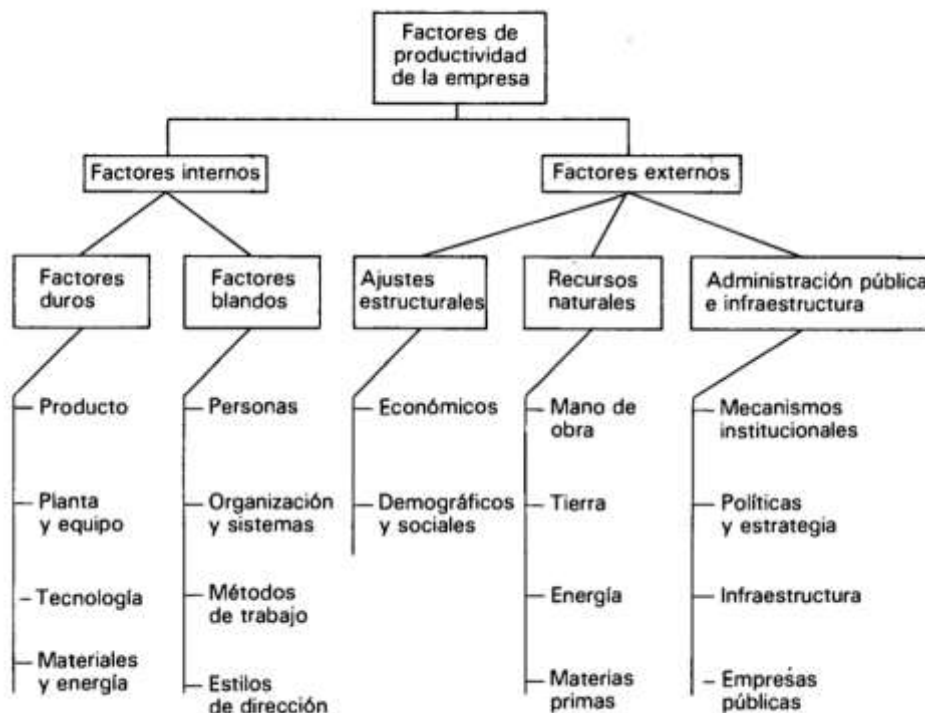 Factores de
productividad
de la empresa
Factores internos
Factores externos
Factores
duros
Factores
blandos
Ajustes
estructurales
Recursos
naturales
Administración pública
e infraestructura
Producto
Planta
y equipo
Tecnología
Materiales
y energía
Personas
Organización
y sistemas
Métodos
de trabajo
Estilos
de dirección
Económicos
Demográficos
y sociales
Mano de
obra
Tierra
Energía
Materias
primas
Mecanismos
institucionales
Políticas
y estrategia
Infraestructura
Empresas
públicas